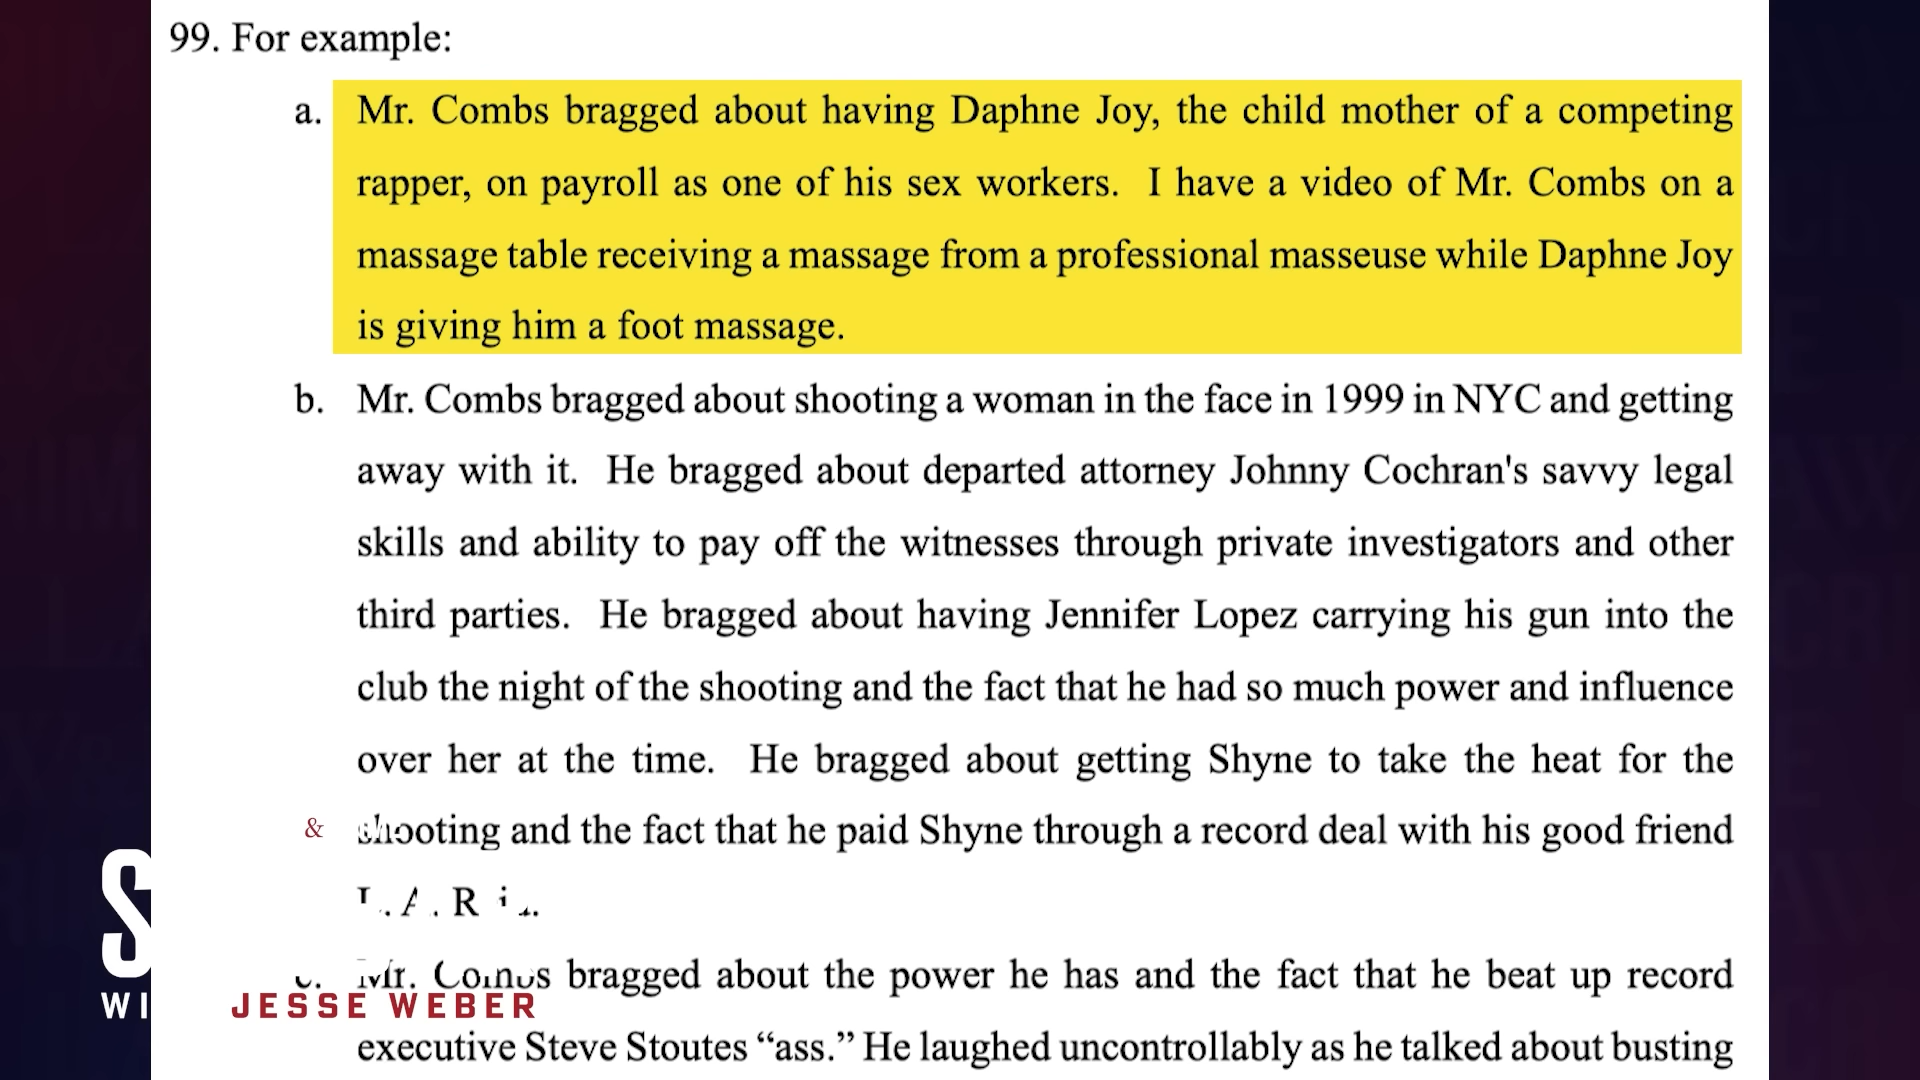 99. For example:
a. Mr. Combs bragged about having Daphne Joy, the child mother of a competing
rapper, on payroll as one of his sex workers. I have a video of Mr. Combs on a
massage table receiving a massage from a professional masseuse while Daphne Joy
is giving him a foot massage.
b. Mr. Combs bragged about shooting a woman in the face in 1999 in NYC and getting
away with it. He bragged about departed attorney Johnny Cochran's savvy legal
skills and ability to pay off the witnesses through private investigators and other
third parties. He bragged about having Jennifer Lopez carrying his gun into the
club the night of the shooting and the fact that he had so much power and influence
over her at the time. He bragged about getting Shyne to take the heat for the
& shooting and the fact that he paid Shyne through a record deal with his good friend
Mr. Combs bragged about the power he has and the fact that he beat up record
S
WI JESSE WEBER
executive Steve Stoutes “ass.” He laughed uncontrollably as he talked about busting